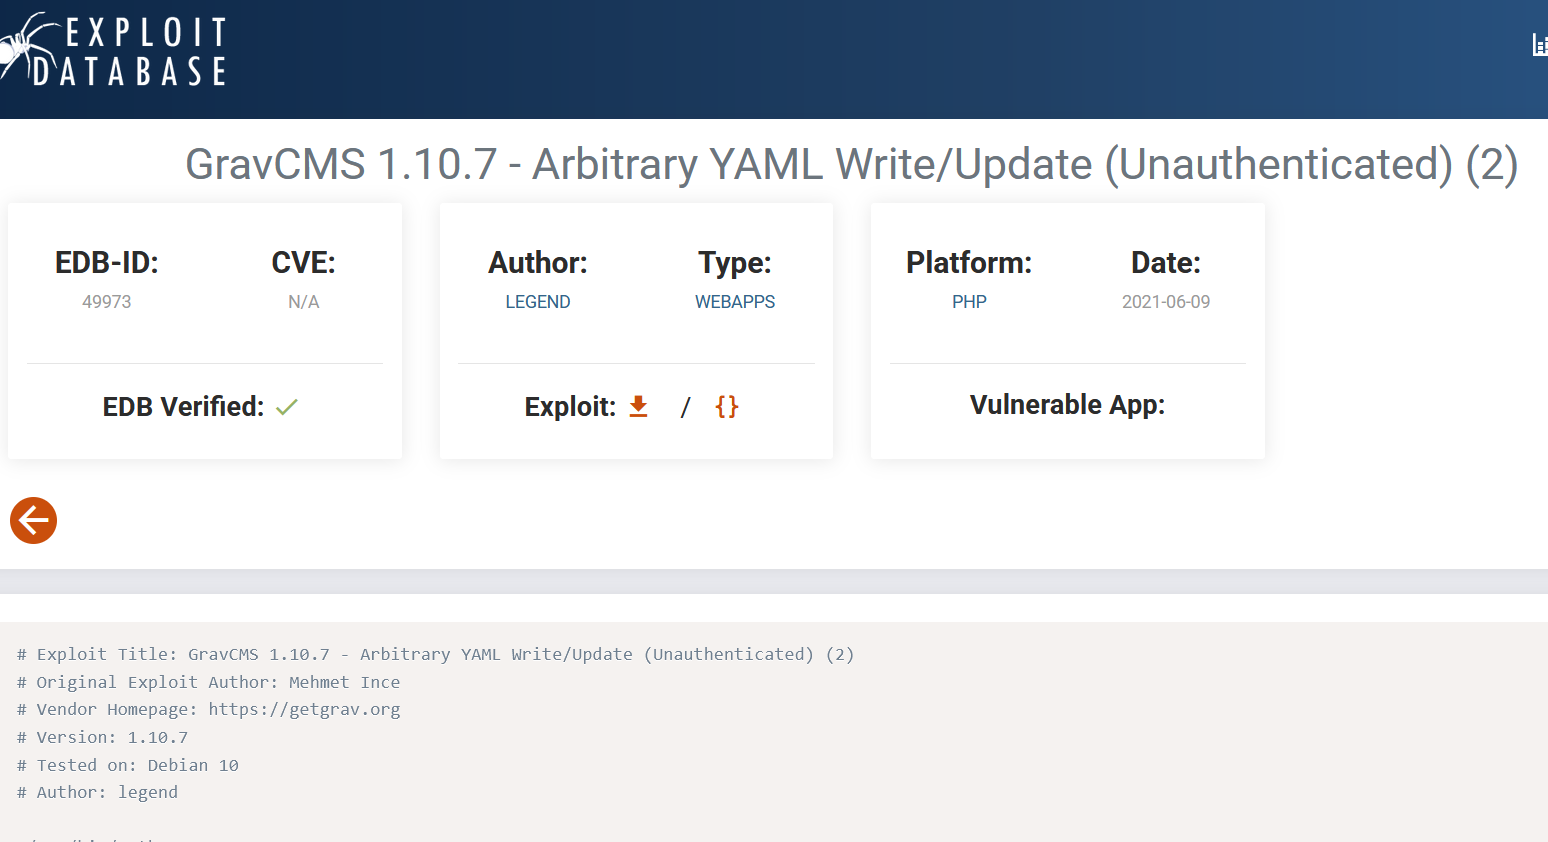 EXPLOIT
DATABASE
GravCMS 1.10.7 - Arbitrary YAML Write/Update (Unauthenticated) (2)
EDB-ID:
49973
CVE:
N/A
EDB Verified:
Author:
LEGEND
Type:
WEBAPPS
Exploit: / {}
Platform:
PHP
Date:
2021-06-09
Vulnerable App:
# Exploit Title: GravCMS 1.10.7 - Arbitrary YAML Write/Update (Unauthenticated) (2)
# Original Exploit Author: Mehmet Ince
# Vendor Homepage: https://getgrav.org
# Version: 1.10.7
# Tested on: Debian 10
# Author: legend